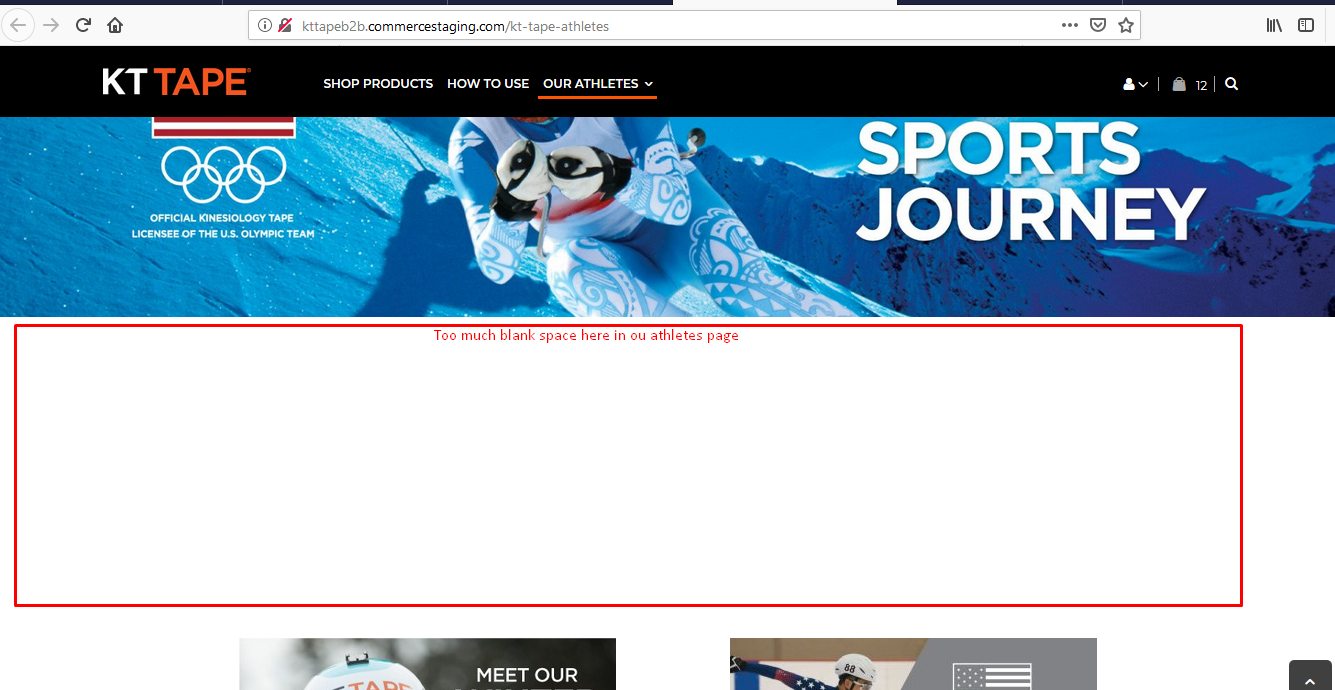 kttapeb2b.commercestaging.com/kt-tape-athletes
KT TAPE®
SHOP PRODUCTS HOW TO USE OUR ATHLETES
12
SPORTS
JOURNEY
OFFICIAL KINESIOLOGY TAPE
LICENSEE OF THE U.S. OLYMPIC TEAM
Too much blank space here in ou athletes page
MEET OUR
KT TAPE
88